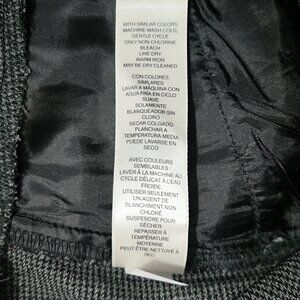 WITH SIMILAR COLORS
MACHINE WASH COLD,
GENTLE CYCLE
ONLY NON CHLORINE
BLEACH
LINE DRY
WARM IRON
MAY BE DRY CLEANED
CON COLORES
SIMILARES
LAVAR A MÁQUINA CON
AGUA FRÍA EN CICLO
SUAVE
SOLAMENTE
BLANQUEADOR SIN
CLORO
SECAR COLGADO
PLANCHAR A
TEMPERATURA MEDIA
PUEDE LAVARSE EN
SECO
AVEC COULEURS
SEMBLABLES
LAVER À LA MACHINE AU
CYCLE DÉLICAT À L'EAU
FROIDE
UTILISER SEULEMENT
UN AGENT DE
BLANCHIMENT NON
CHLORÉ
SUSPENDRE POUR
SÉCHER
REPASSER À
TEMPÉRATURE
MOYENNE
PEUT ÊTRE NETTOYÉ À
SEC